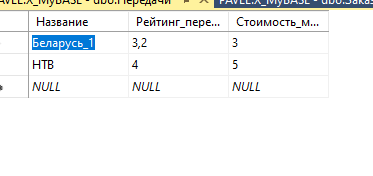 PAVEL.X_MyBASE - dbo.Передачи
PAVEL.X_MyBASE - dbo.Зака
Название Рейтинг_пере... Стоимость_м...
Беларусь_1 3,2 3
НТВ 4 5
NULL NULL NULL